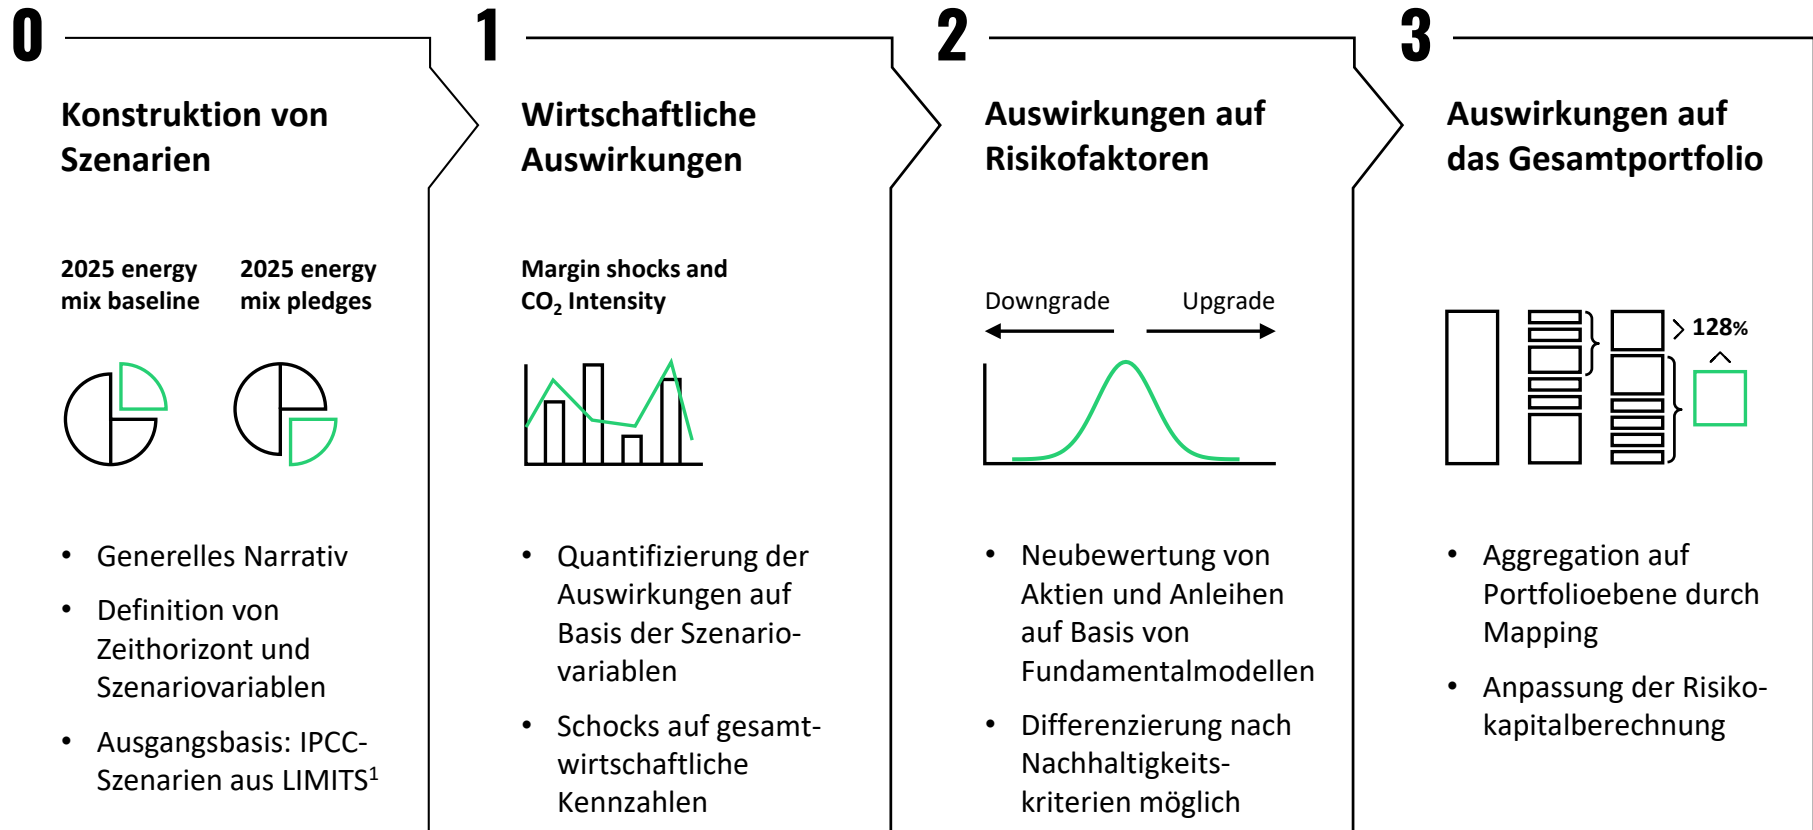 0
Konstruktion von
Szenarien
2025 energy
mix baseline
2025 energy
mix pledges
• Generelles Narrativ
• Definition von
Zeithorizont und
Szenariovariablen
• Ausgangsbasis: IPCC-
Szenarien aus LIMITS¹
1
Wirtschaftliche
Auswirkungen
Margin shocks and
CO₂ Intensity
• Quantifizierung der
Auswirkungen auf
Basis der Szenario-
variablen
• Schocks auf gesamt-
wirtschaftliche
Kennzahlen
2
Auswirkungen auf
Risikofaktoren
Downgrade Upgrade
• Neubewertung von
Aktien und Anleihen
auf Basis von
Fundamentalmodellen
• Differenzierung nach
Nachhaltigkeits-
kriterien möglich
3
Auswirkungen auf
das Gesamtportfolio
128%
• Aggregation auf
Portfolioebene durch
Mapping
• Anpassung der Risiko-
kapitalberechnung